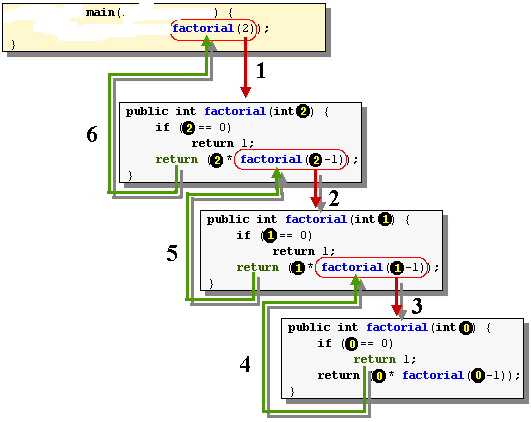 main(. ) {
factorial(2));
}
1
public int factorial(int 2) {
if (2 == 0)
return 1;
return (2 * factorial(2-1));
}
6
2
public int factorial(int 1) {
if (1 == 0)
return 1;
return (1 * factorial(1-1));
}
5
3
public int factorial(int 0) {
if (0 == 0)
return 1;
return (0 * factorial(0-1));
}
4